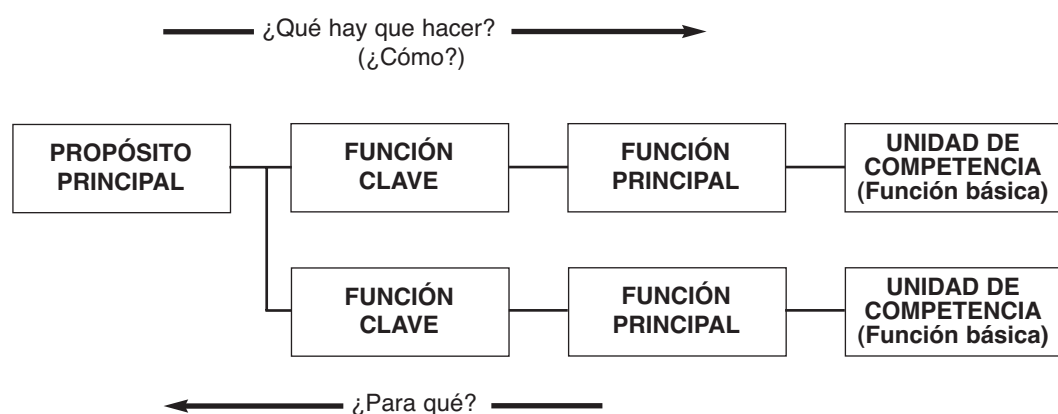 ¿Qué hay que hacer?
(¿Cómo?)
PROPÓSITO
PRINCIPAL
FUNCIÓN
CLAVE
FUNCIÓN
PRINCIPAL
UNIDAD DE
COMPETENCIA
(Función básica)
FUNCIÓN
CLAVE
FUNCIÓN
PRINCIPAL
UNIDAD DE
COMPETENCIA
(Función básica)
¿Para qué?